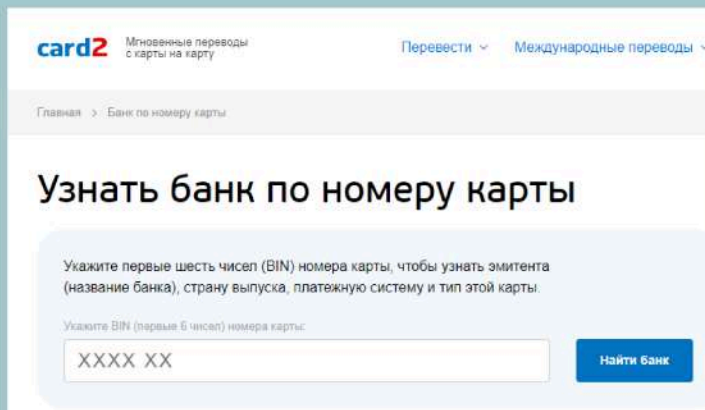 card2
Мгновенные переводы
с карты на карту
Перевести
Международные переводы
Главная > Банк по номеру карты
Узнать банк по номеру карты
Укажите первые шесть чисел (BIN) номера карты, чтобы узнать эмитента
(название банка), страну выпуска, платежную систему и тип этой карты.
Укажите BIN (первые 6 чисел) номера карты:
XXXX XX
Найти банк